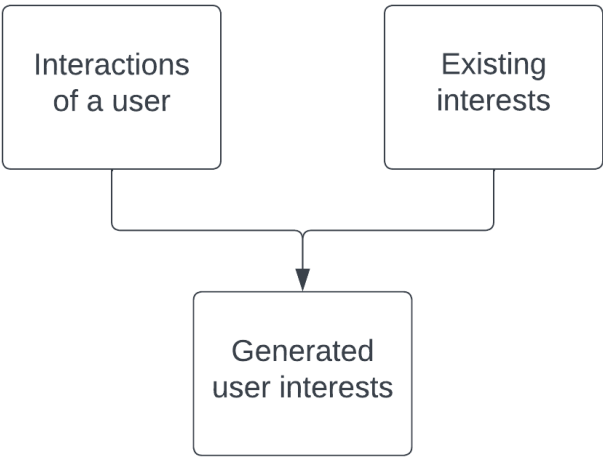 Interactions
of a user
Existing
interests
Generated
user interests